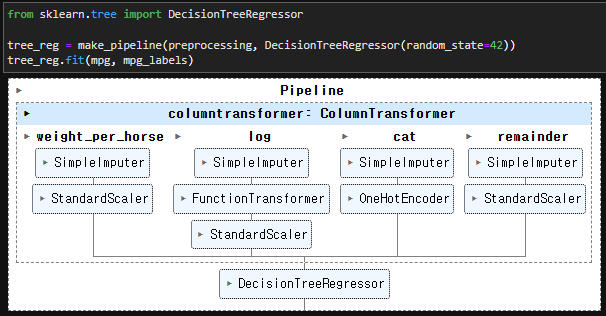 from sklearn.tree import DecisionTreeRegressor
tree_reg = make_pipeline(preprocessing, DecisionTreeRegressor(random_state=42))
tree_reg.fit(mpg, mpg_labels)
Pipeline
columntransformer: ColumnTransformer
weight_per_horse log cat remainder
SimpleImputer SimpleImputer SimpleImputer SimpleImputer
StandardScaler FunctionTransformer OneHotEncoder StandardScaler
StandardScaler
DecisionTreeRegressor